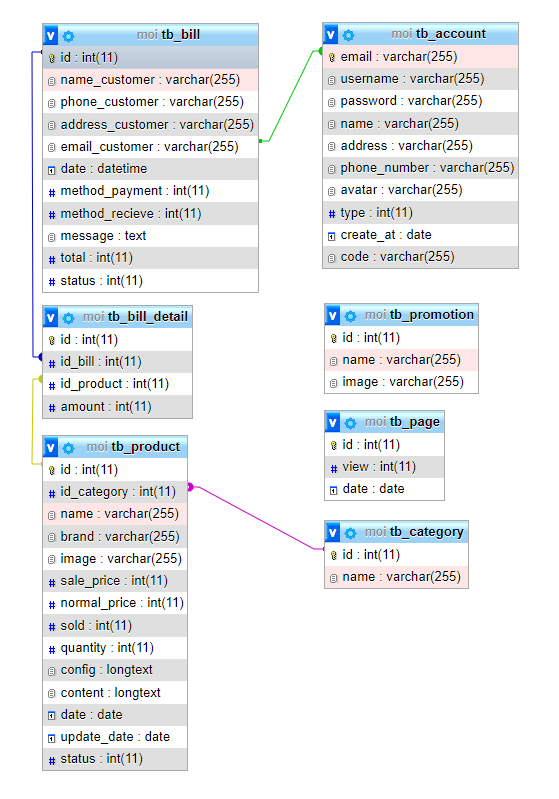 moi tb_bill
id : int(11)
name_customer : varchar(255)
phone_customer : varchar(255)
address_customer : varchar(255)
email_customer : varchar(255)
date : datetime
method_payment : int(11)
method_recieve : int(11)
message : text
total : int(11)
status : int(11)
moi tb_account
email : varchar(255)
username : varchar(255)
password : varchar(255)
name : varchar(255)
address : varchar(255)
phone_number : varchar(255)
avatar : varchar(255)
type : int(11)
create_at : date
code : varchar(255)
moi tb_bill_detail
id : int(11)
id_bill : int(11)
id_product : int(11)
amount : int(11)
moi tb_promotion
id : int(11)
name : varchar(255)
image : varchar(255)
moi tb_page
id : int(11)
view : int(11)
date : date
moi tb_product
id : int(11)
id_category : int(11)
name : varchar(255)
brand : varchar(255)
image : varchar(255)
sale_price : int(11)
normal_price : int(11)
sold : int(11)
quantity : int(11)
config : longtext
content : longtext
date : date
update_date : date
status : int(11)
moi tb_category
id : int(11)
name : varchar(255)